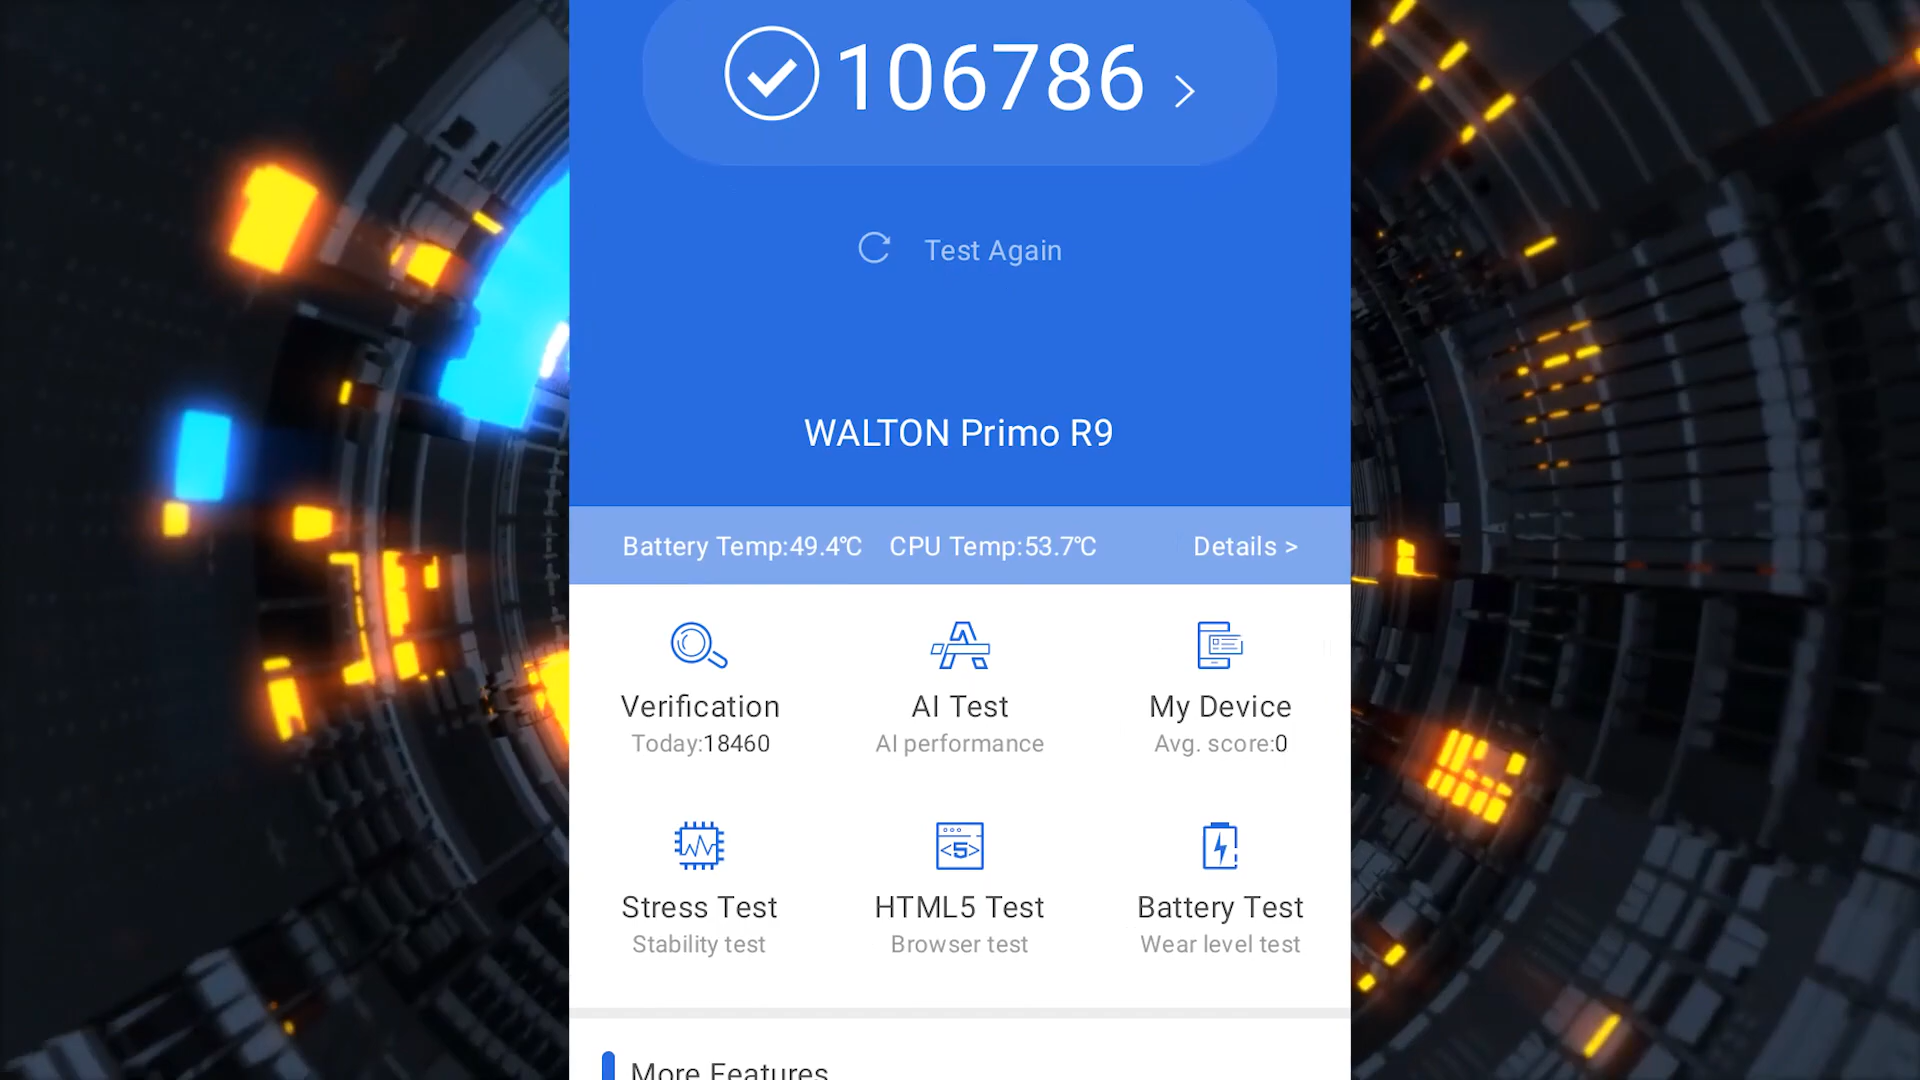 106786 >
Test Again
WALTON Primo R9
Battery Temp:49.4℃ CPU Temp:53.7℃ Details >
Verification AI Test My Device
Today:18460 AI performance Avg. score:0
<5>
Stress Test HTML5 Test Battery Test
Stability test Browser test Wear level test
More Features